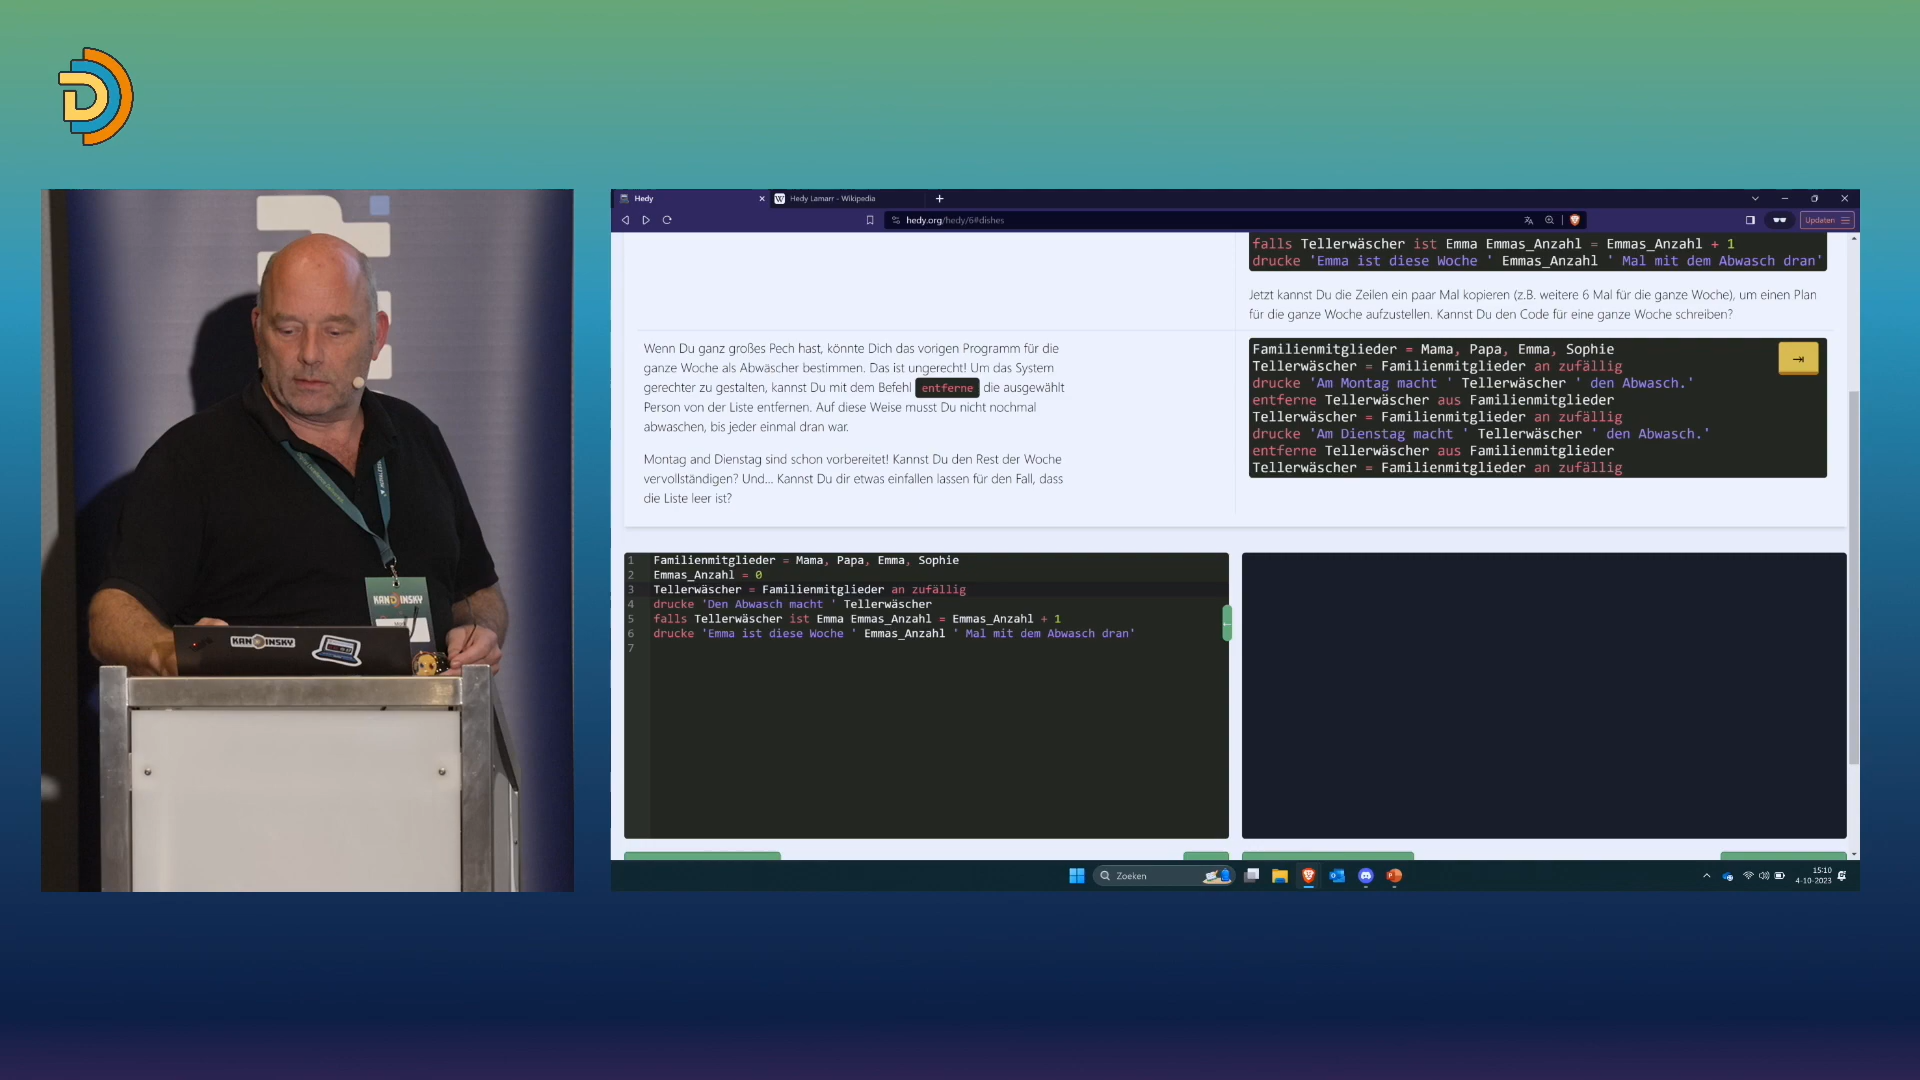 Hedy
Hedy Lamarr - Wikipedia
hedy.org/hedy/6#dishes
Updaten
falls Tellerwäscher ist Emma Emmas_Anzahl = Emmas_Anzahl + 1
drucke 'Emma ist diese Woche ' Emmas_Anzahl ' Mal mit dem Abwasch dran'
Jetzt kannst Du die Zeilen ein paar Mal kopieren (z.B. weitere 6 Mal für die ganze Woche), um einen Plan
für die ganze Woche aufzustellen. Kannst Du den Code für eine ganze Woche schreiben?
Wenn Du ganz großes Pech hast, könnte Dich das vorigen Programm für die
ganze Woche als Abwäscher bestimmen. Das ist ungerecht! Um das System
gerechter zu gestalten, kannst Du mit dem Befehl entferne die ausgewählt
Person von der Liste entfernen. Auf diese Weise musst Du nicht nochmal
abwaschen, bis jeder einmal dran war.
Montag and Dienstag sind schon vorbereitet! Kannst Du den Rest der Woche
vervollständigen? Und... Kannst Du dir etwas einfallen lassen für den Fall, dass
die Liste leer ist?
Familienmitglieder = Mama, Papa, Emma, Sophie
Tellerwäscher = Familienmitglieder an zufällig
drucke 'Am Montag macht ' Tellerwäscher ' den Abwasch.'
entferne Tellerwäscher aus Familienmitglieder
Tellerwäscher = Familienmitglieder an zufällig
drucke 'Am Dienstag macht ' Tellerwäscher ' den Abwasch.'
entferne Tellerwäscher aus Familienmitglieder
Tellerwäscher = Familienmitglieder an zufällig
1 Familienmitglieder = Mama, Papa, Emma, Sophie
2 Emmas_Anzahl = 0
3 Tellerwäscher = Familienmitglieder an zufällig
4 drucke 'Den Abwasch macht ' Tellerwäscher
5 falls Tellerwäscher ist Emma Emmas_Anzahl = Emmas_Anzahl + 1
6 drucke 'Emma ist diese Woche ' Emmas_Anzahl ' Mal mit dem Abwasch dran'
7
KANDINSKY
KANDINSKY
Zoeken
15:10
4-10-2023